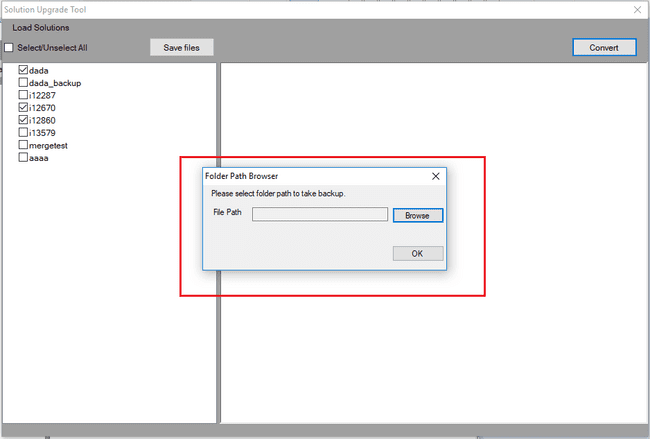 Solution Upgrade Tool
Load Solutions
Select/Unselect All
Save files
Convert
dada
dada_backup
i12287
i12670
i12860
i13579
mergetest
aaaa
Folder Path Browser
Please select folder path to take backup.
File Path
Browse
OK